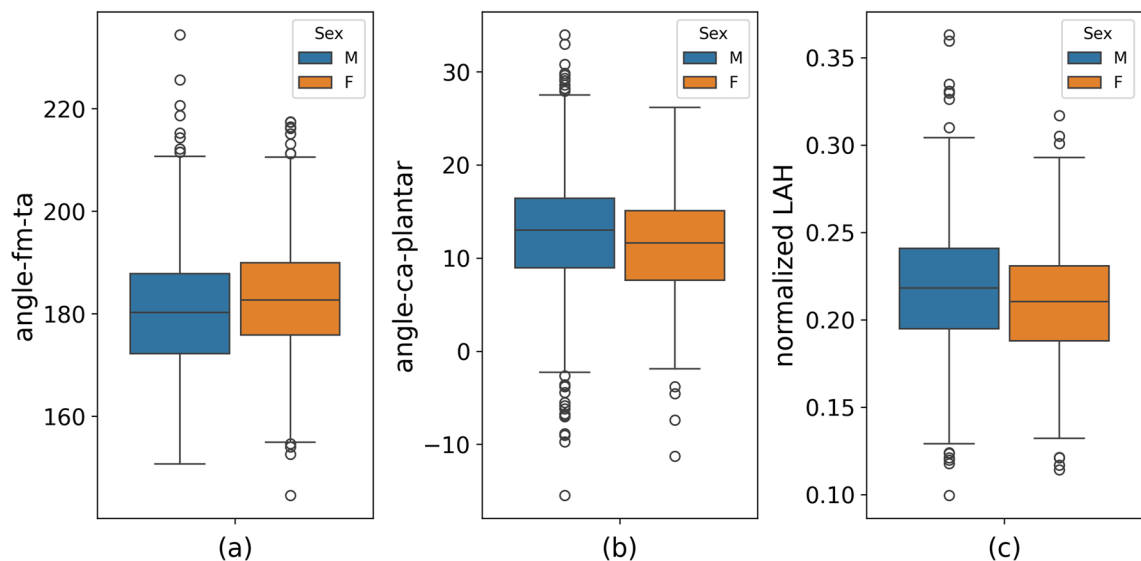 angle-fm-ta
220
200
180
160
Sex
M
F
(a)
angle-ca-plantar
30
20
10
0
−10
Sex
M
F
(b)
normalized LAH
0.35
0.30
0.25
0.20
0.15
0.10
Sex
M
F
(c)